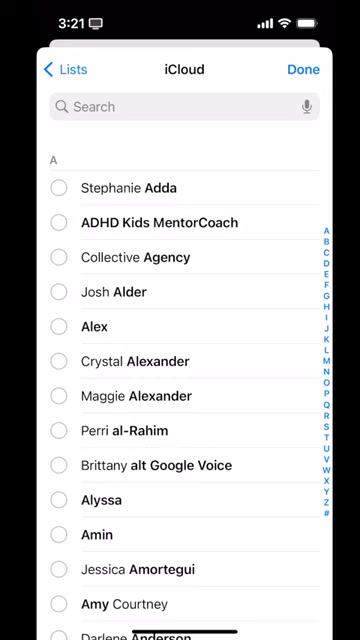 3:21
Lists
iCloud
Done
Search
A
Stephanie Adda
ADHD Kids MentorCoach
Collective Agency
Josh Alder
Alex
Crystal Alexander
Maggie Alexander
Perri al-Rahim
Brittany alt Google Voice
Alyssa
Amin
Jessica Amortegui
Amy Courtney
Darlene Anderson
A
B
C
D
E
F
G
H
I
J
K
L
M
N
O
P
Q
R
S
T
U
V
W
X
Y
Z
#